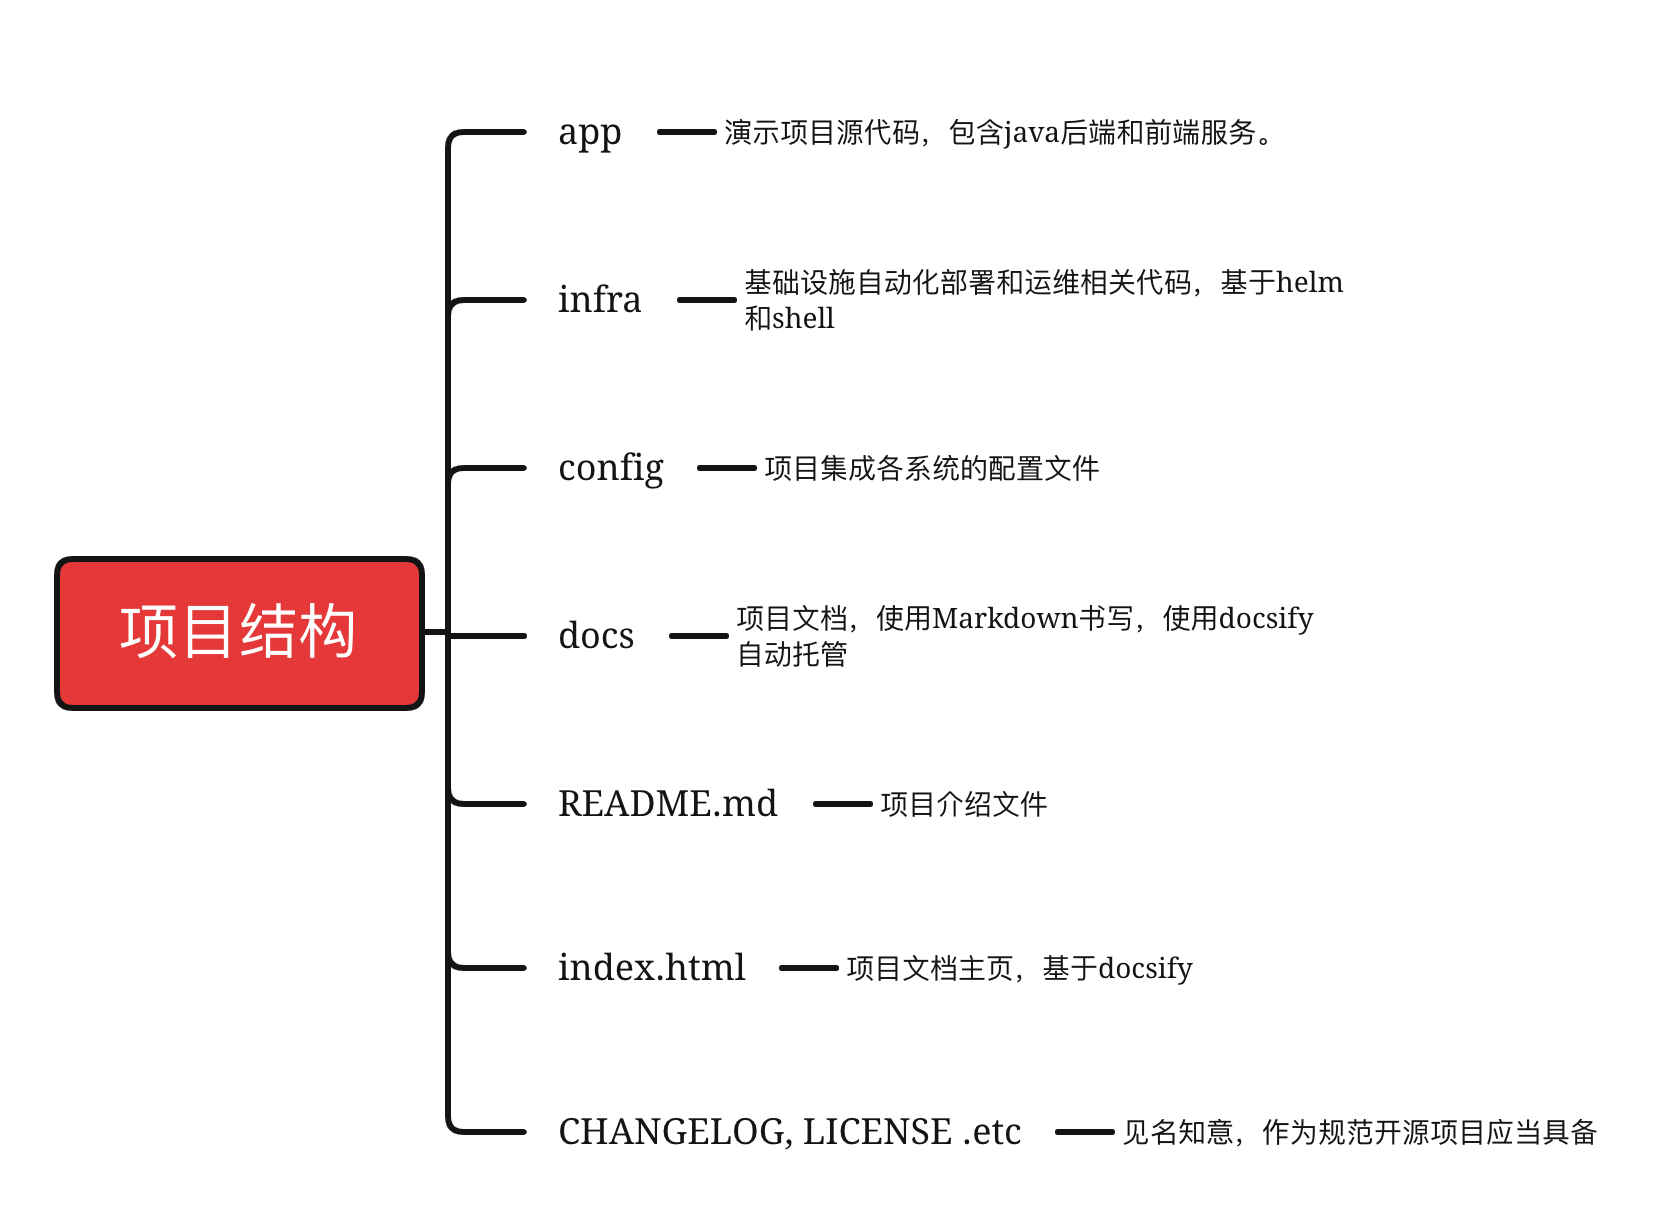 app
演示项目源代码，包含java后端和前端服务。
infra
基础设施自动化部署和运维相关代码，基于helm
和shell
config
项目集成各系统的配置文件
项目结构
docs
项目文档，使用Markdown书写，使用docsify
自动托管
README.md
项目介绍文件
index.html
项目文档主页，基于docsify
CHANGELOG, LICENSE .etc
见名知意，作为规范开源项目应当具备